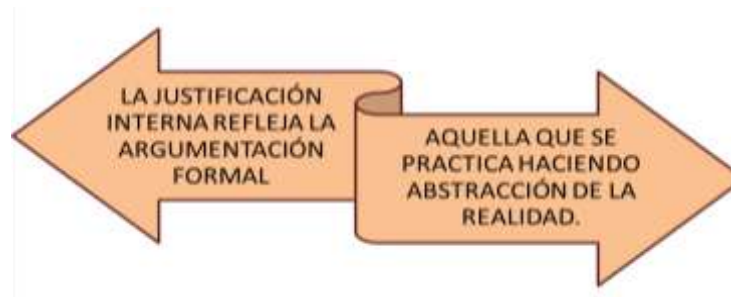 LA JUSTIFICACIÓN
INTERNA REFLEJA LA
ARGUMENTACIÓN
FORMAL
AQUELLA QUE SE
PRACTICA HACIENDO
ABSTRACCIÓN DE LA
REALIDAD.